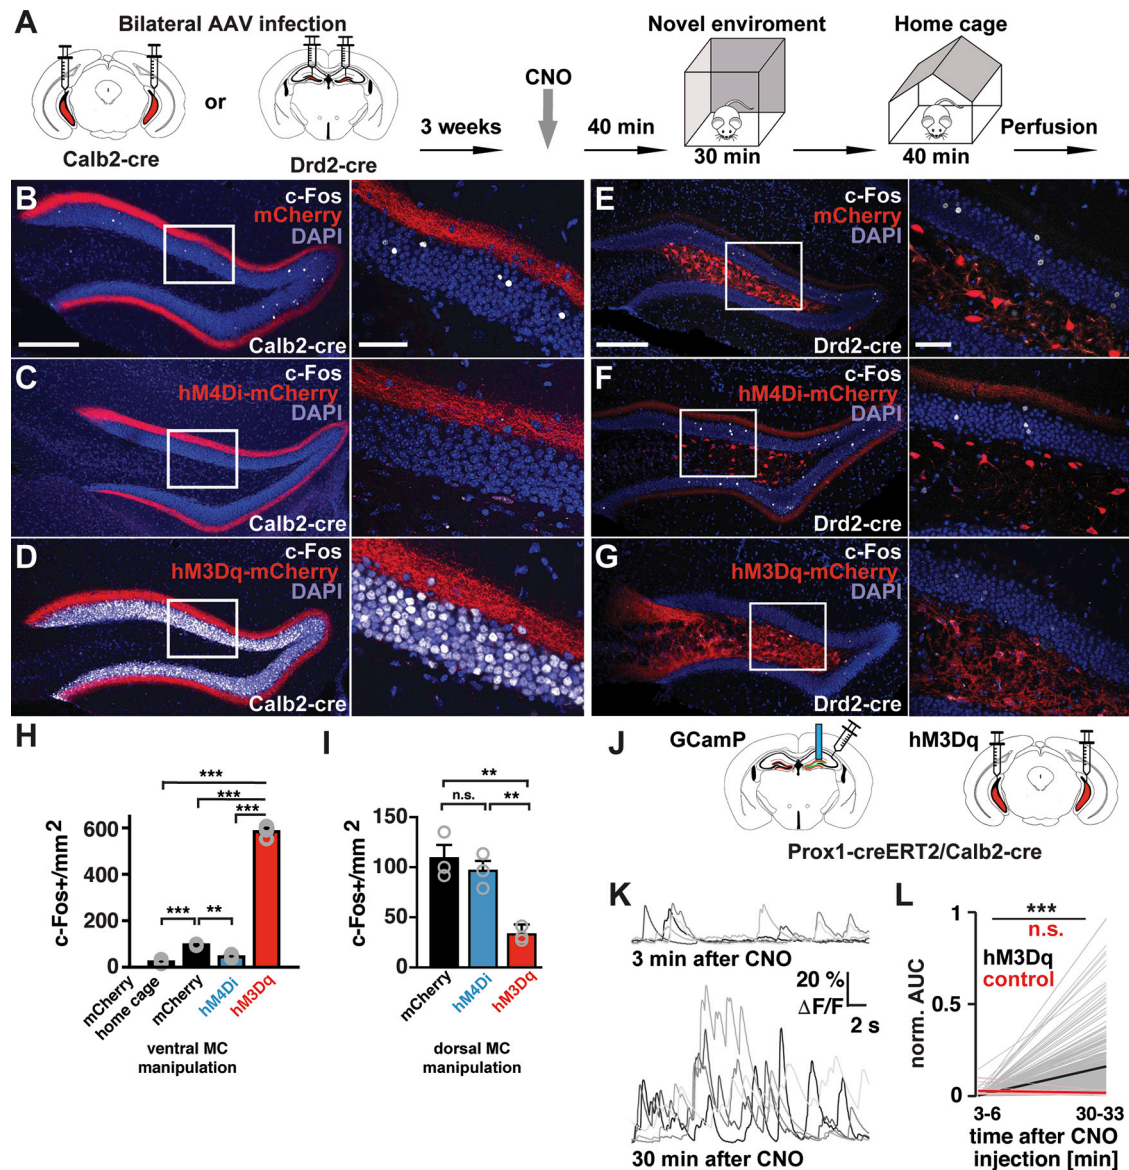 A
Bilateral AAV infection
or
Calb2-cre
Drd2-cre
3 weeks
CNO
40 min
Novel enviroment
30 min
Home cage
40 min
Perfusion
B
c-Fos
mCherry
DAPI
Calb2-cre
C
c-Fos
hM4Di-mCherry
DAPI
Calb2-cre
D
c-Fos
hM3Dq-mCherry
DAPI
Calb2-cre
E
c-Fos
mCherry
DAPI
Drd2-cre
F
c-Fos
hM4Di-mCherry
DAPI
Drd2-cre
G
c-Fos
hM3Dq-mCherry
DAPI
Drd2-cre
H
***
***
***
***
**
c-Fos+/mm2
600
400
200
0
mCherry
home cage
mCherry
hM4Di
hM3Dq
ventral MC
manipulation
I
**
n.s.
**
c-Fos+/mm2
150
100
50
0
mCherry
hM4Di
hM3Dq
dorsal MC
manipulation
J
GCamP
hM3Dq
Prox1-creERT2/Calb2-cre
K
3 min after CNO
20 %
ΔF/F
2 s
30 min after CNO
L
***
n.s.
hM3Dq
control
norm. AUC
1
0.5
0
3-6
30-33
time after CNO
injection [min]